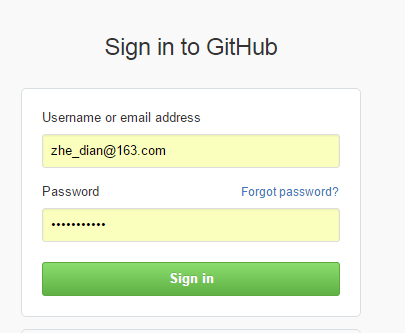 Sign in to GitHub
Username or email address
zhe_dian@163.com
Password Forgot password?
•••••••••••
Sign in